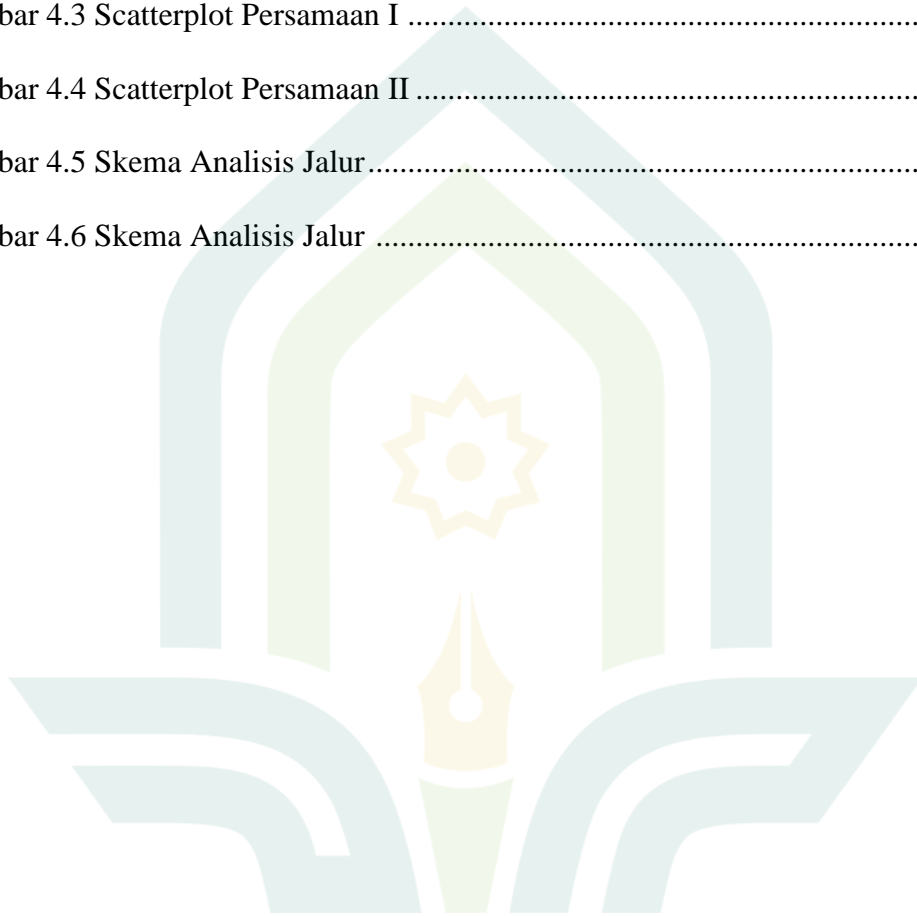 bar 4.3 Scatterplot Persamaan I ................................................................
bar 4.4 Scatterplot Persamaan II ...............................................................
bar 4.5 Skema Analisis Jalur.....................................................................
bar 4.6 Skema Analisis Jalur ....................................................................